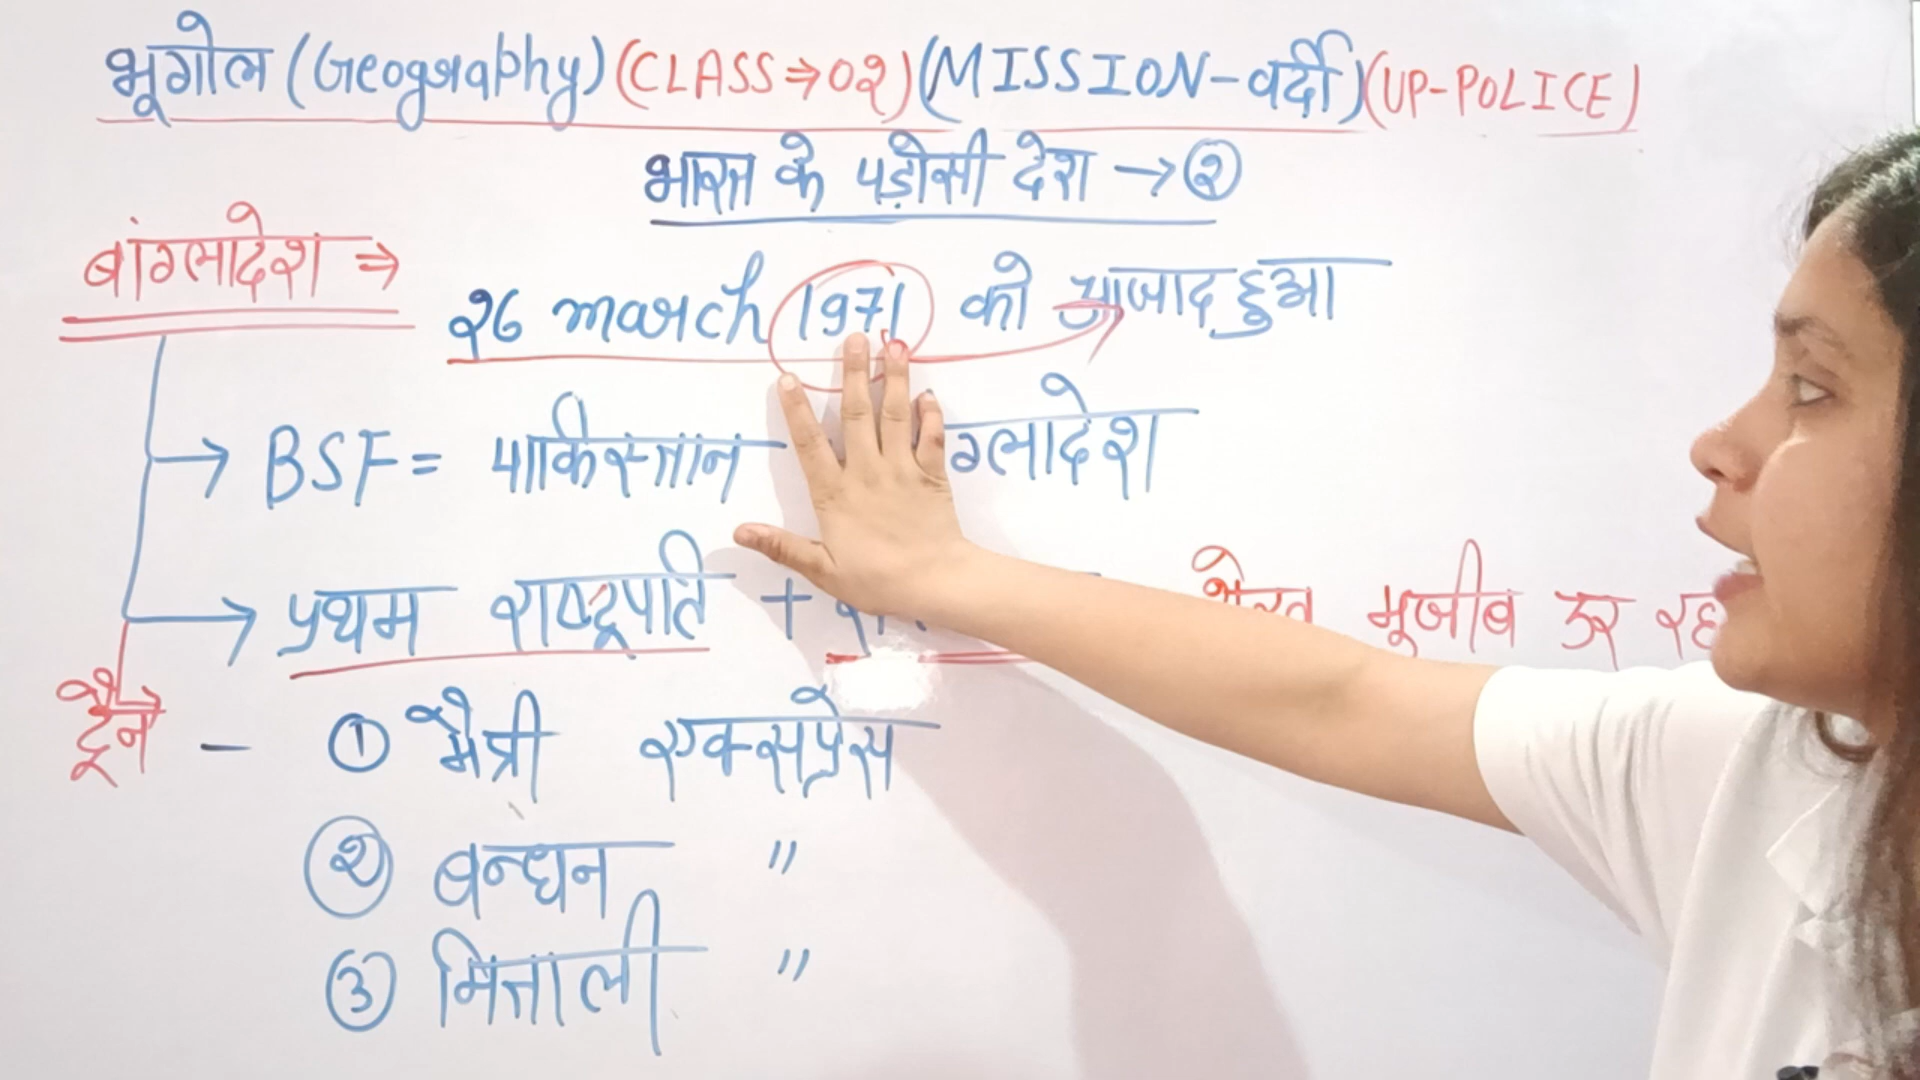 भूगोल (Geography) (CLASS⇒02) (MISSION-वर्दी) (UP-POLICE)
भारत के पड़ोसी देश → ②
बांग्लादेश ⇒
26 march 1971 को आजाद हुआ
→ BSF = पाकिस्तान ग्लादेश
→ प्रथम राष्ट्रपति + मूजीब उर रह
ट्रेन - ① मैत्री एक्सप्रेस
② बन्धन "
③ मिताली "